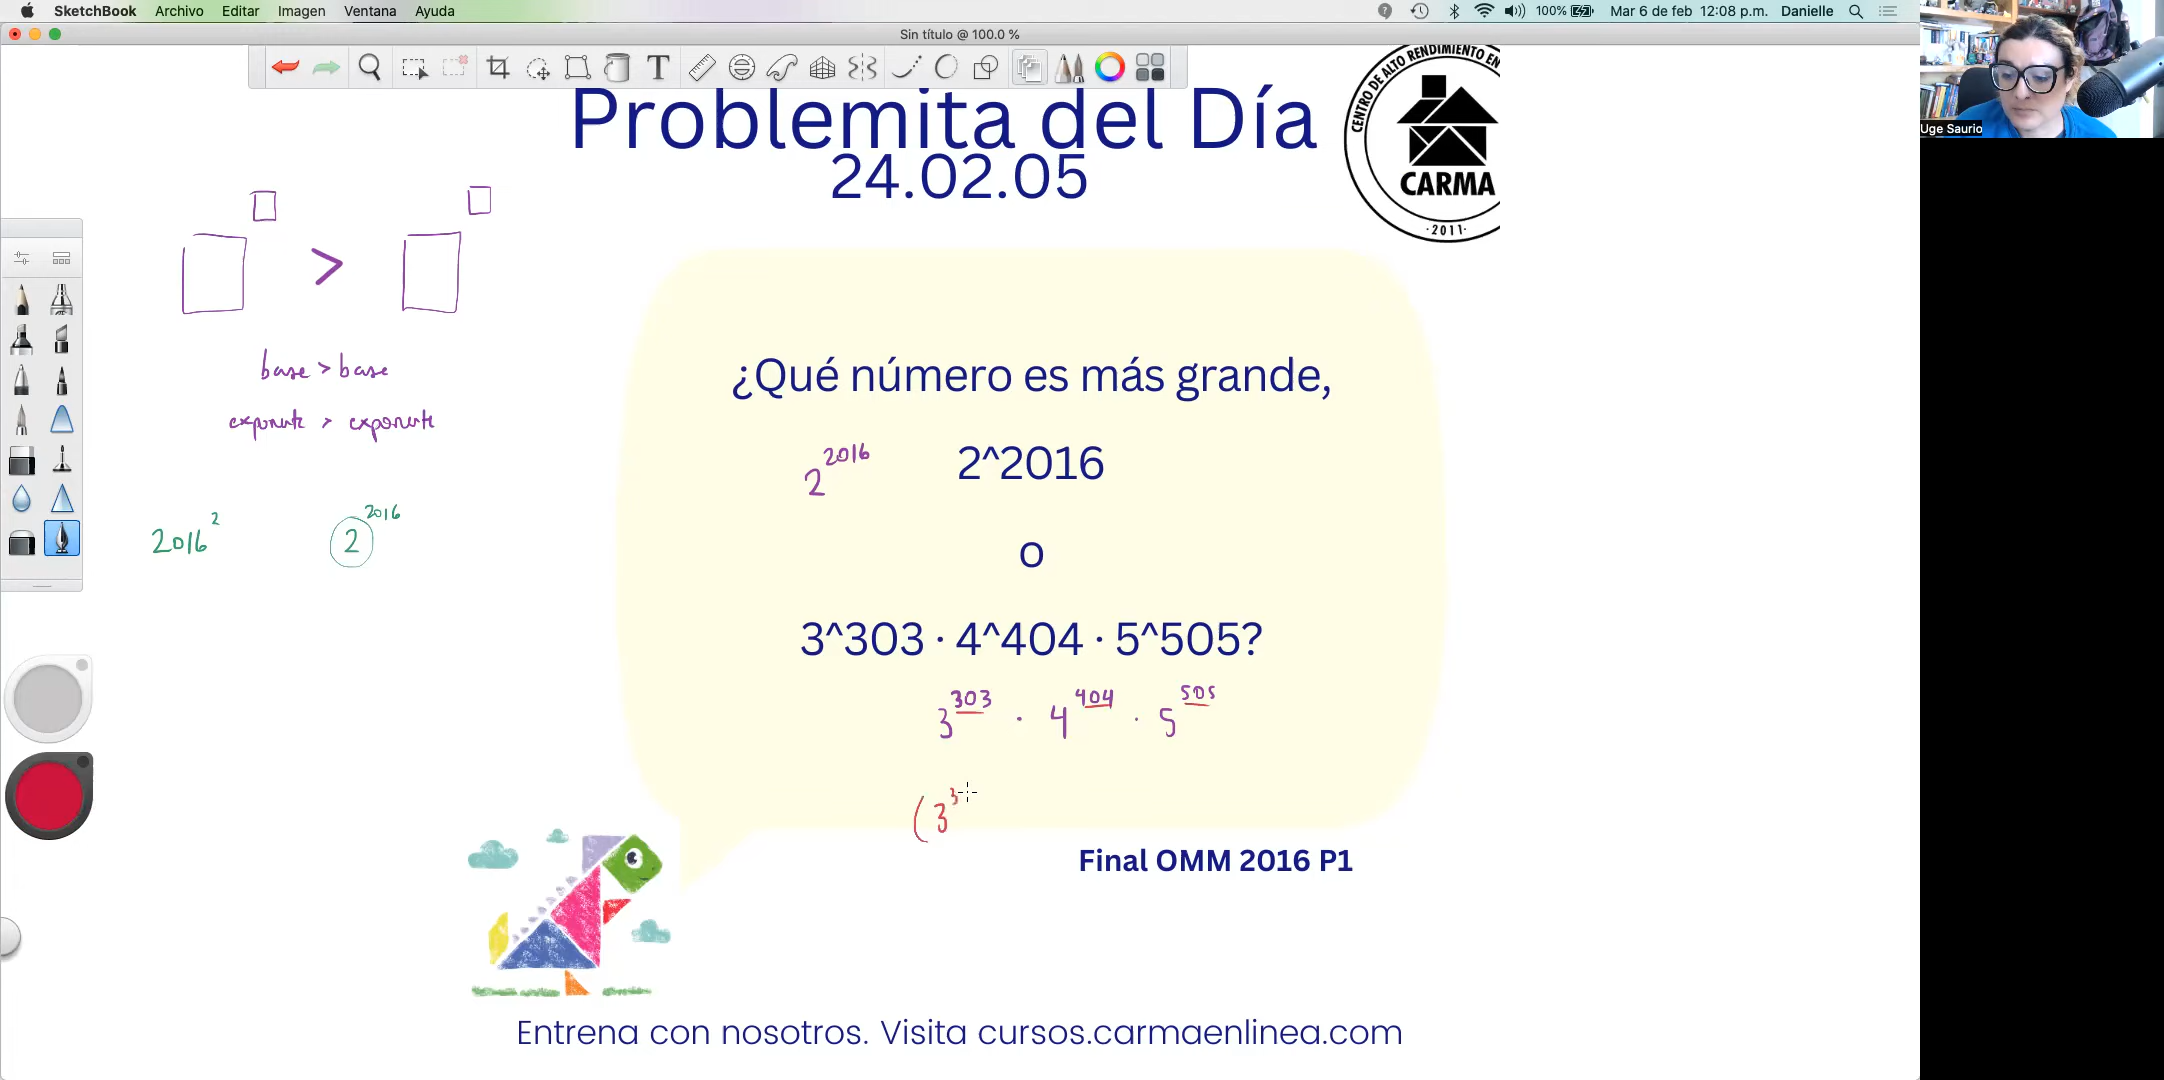 SketchBook Archivo Editar Imagen Ventana Ayuda
100% Mar 6 de feb 12:08 p.m. Danielle
Sin título @ 100.0 %
Problemita del Día
24.02.05
CENTRO DE ALTO RENDIMIENTO EN
CARMA
·2011·
Uge Saurio
>
base > base
exponente > exponente
2016^2 2^2016
¿Qué número es más grande,
2^2016 2^2016
o
3^303 · 4^404 · 5^505?
3^303 · 4^404 · 5^505
(3^3
Final OMM 2016 P1
Entrena con nosotros. Visita cursos.carmaenlinea.com